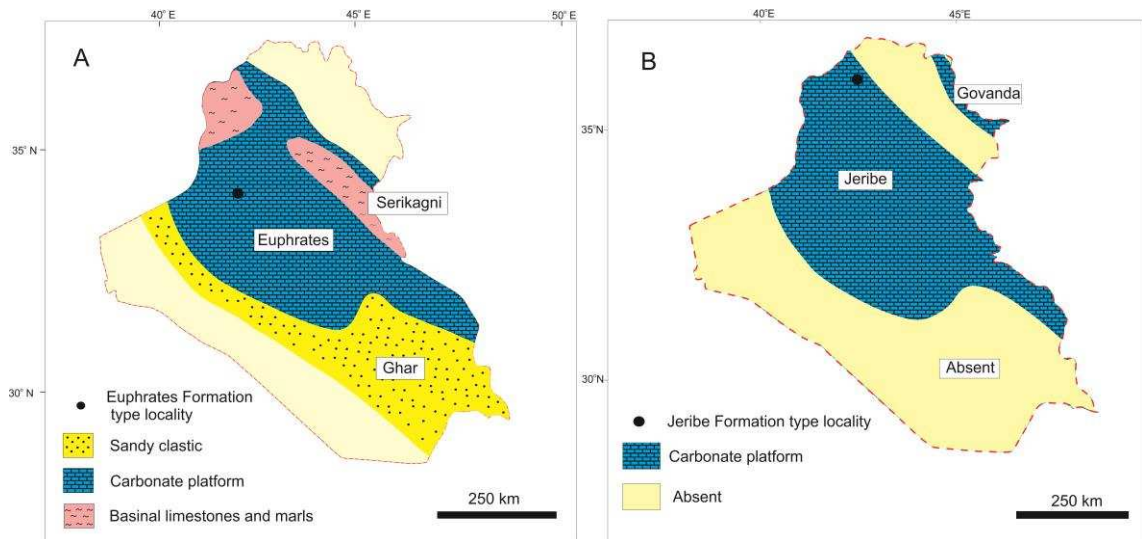 40° E 45° E 50° E
A
35° N
Serikagni
Euphrates
Ghar
30° N
Euphrates Formation
type locality
Sandy clastic
Carbonate platform
Basinal limestones and marls
250 km
40° E 45° E
B
Govanda
35° N
Jeribe
Absent
30° N
Jeribe Formation type locality
Carbonate platform
Absent
250 km